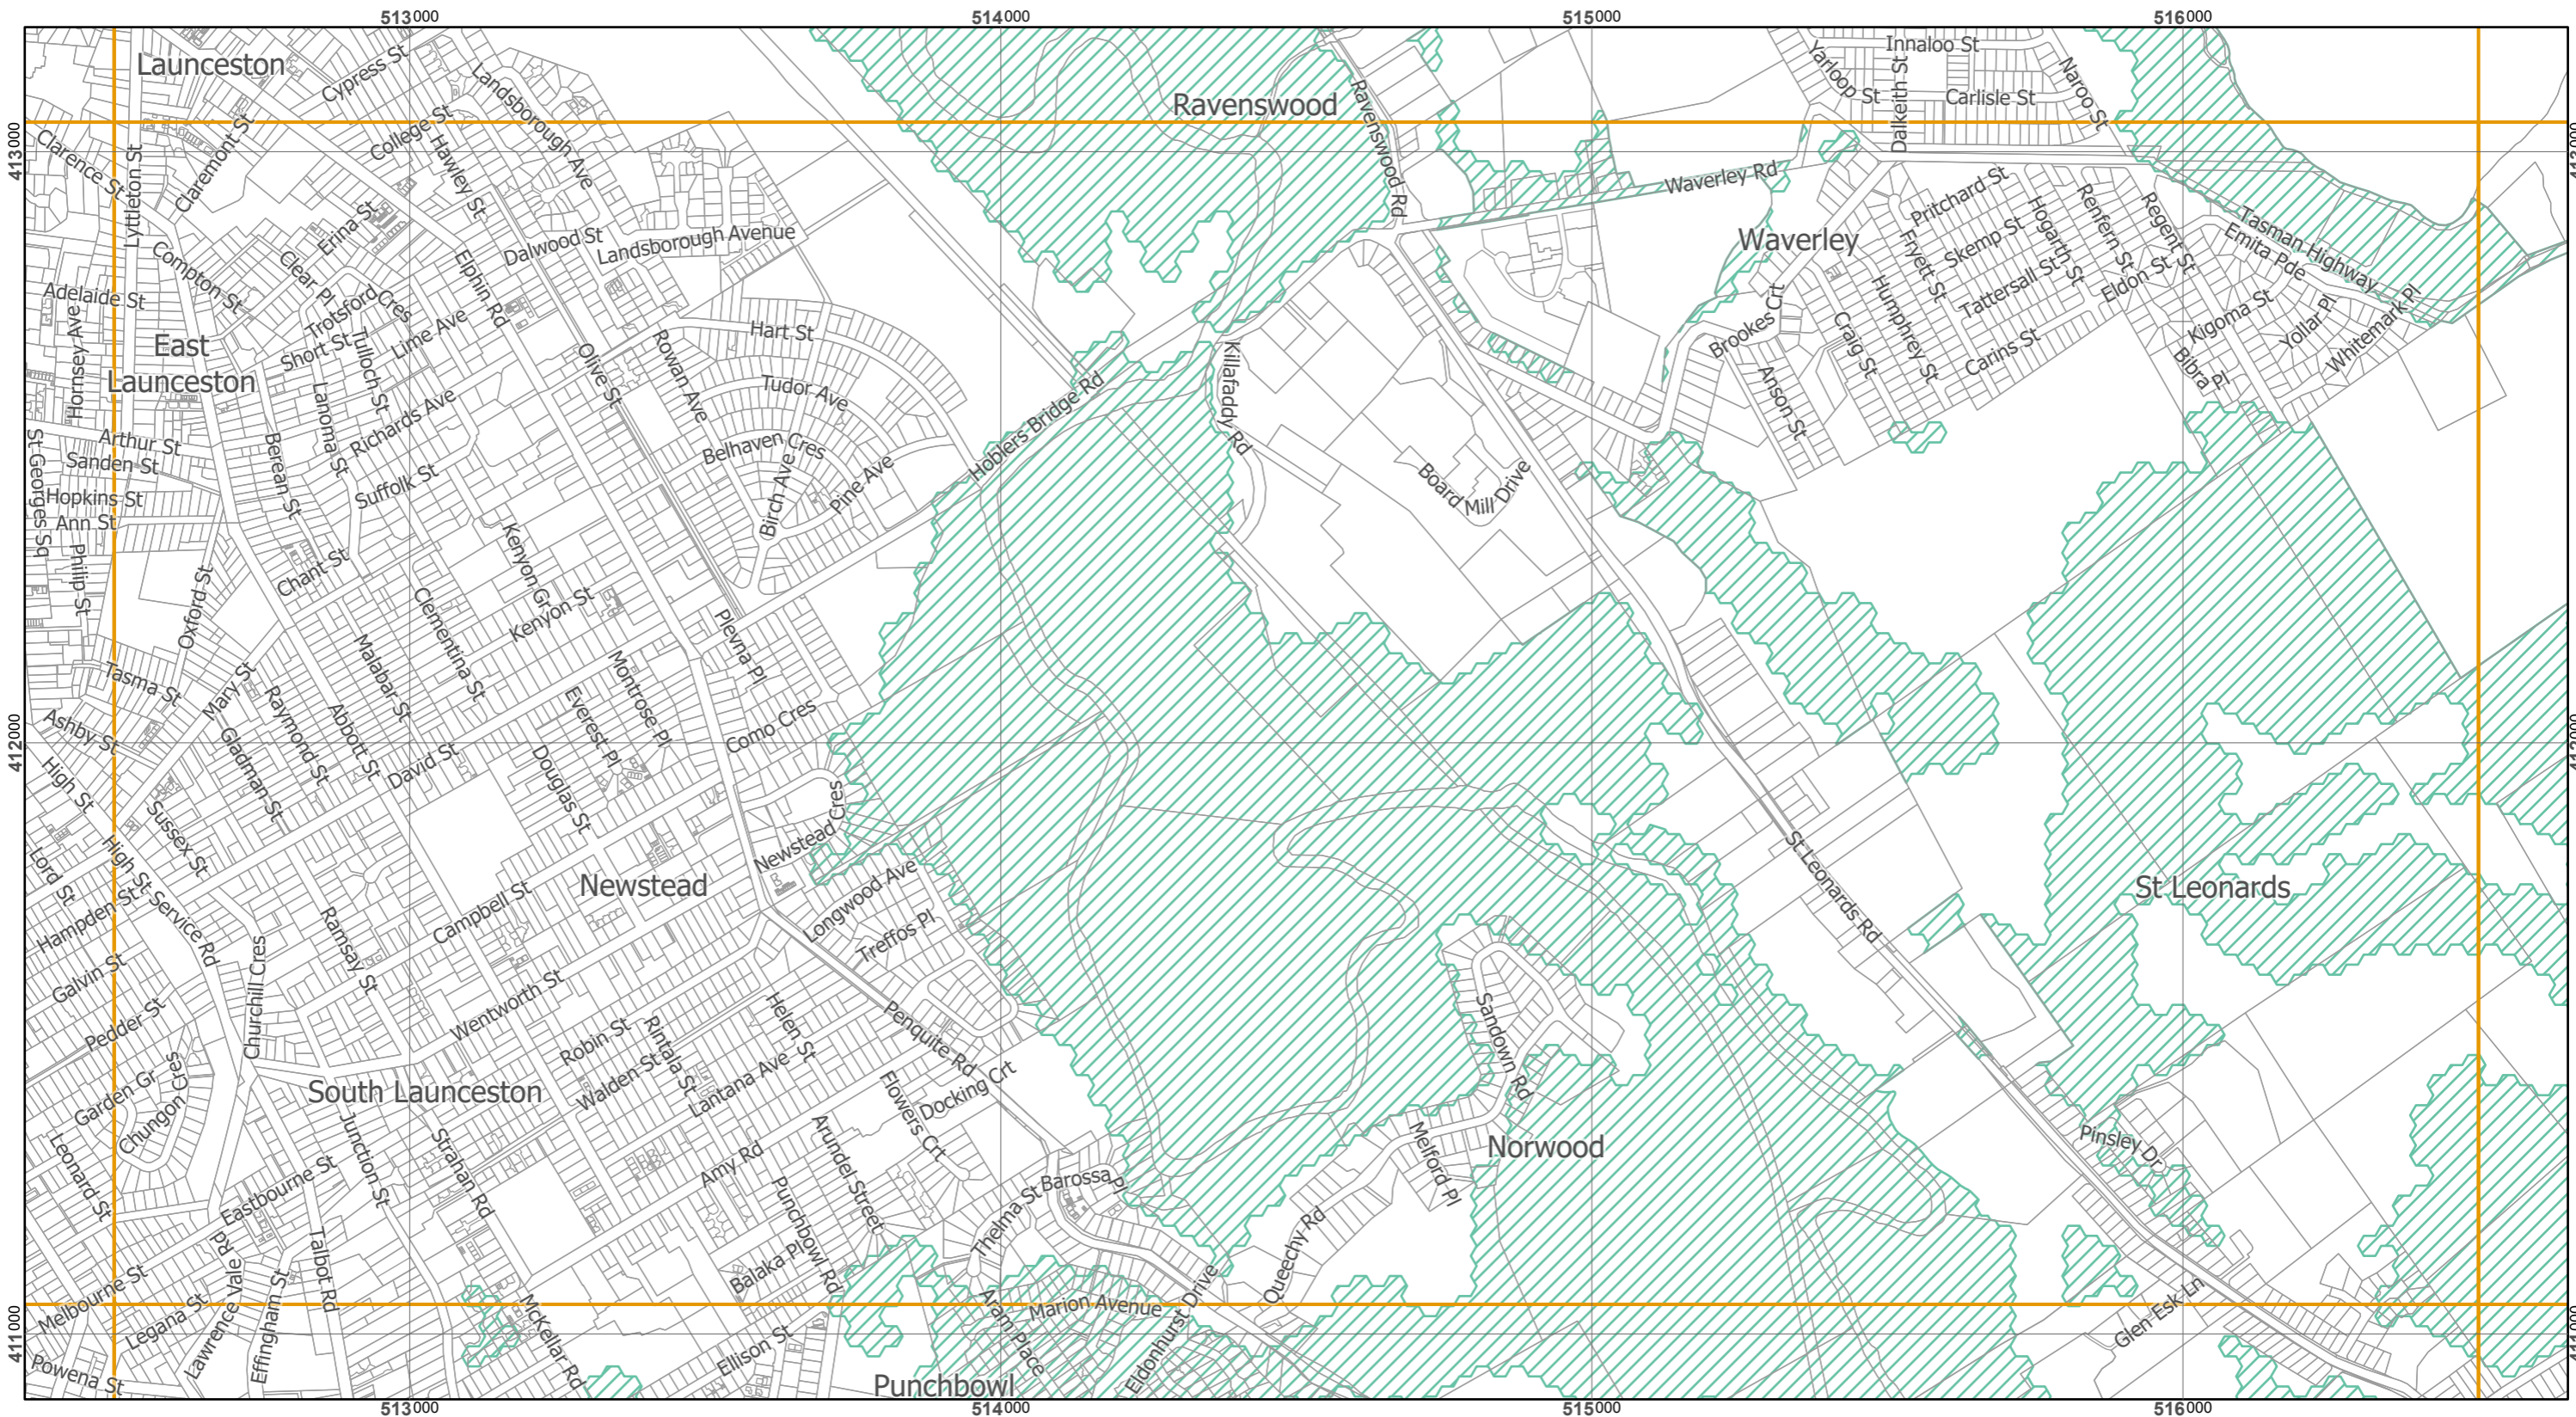 513000 514000 515000 516000
Launceston
Cypress St
Landsborough Ave
Ravenswood
Ravenswood Rd
Innaloo St
Yarloop St
Dalkeith St
Carlisle St
Naroo St
413000
Clarence St
Lyttleton St
Claremont St
College St
Hawley St
Waverley Rd
Pritchard St
Erina St
Clear Pl
Compton St
Dalwood St
Landsborough Avenue
Elphin Rd
Waverley
Fryett St
Skemp St
Hogarth St
Renfern St
Regent St
Tasman Highway
Emita Pde
Adelaide St
Hornsey Ave
Trotsford Cres
Short St
Tulloch St
Lime Ave
Olive St
Rowan Ave
Hart St
Tudor Ave
Killafaddy Rd
Brookes Crt
Humphrey St
Craig St
Tattersall St
Eldon St
Carins St
Kigoma St
Yollar Pl
Whitemark Pl
Bibra Pl
East
Launceston
Arthur St
Sanden St
Hopkins St
Ann St
St Georges Sq
Philip St
Berean St
Lanoma St
Richards Ave
Suffolk St
Belhaven Cres
Birch Ave
Pine Ave
Hoblers Bridge Rd
Board Mill Drive
Anson St
Oxford St
Chant St
Kenyon Gro
Kenyon St
Clementina St
Malabar St
Plevna Pl
Tasma St
Mary St
Raymond St
Abbott St
Montrose Pl
Everest Pl
Como Cres
412000
Ashby St
High St
Gladman St
David St
Douglas St
Sussex St
High St Service Rd
Newstead Cres
Lord St
Hampden St
Newstead
Campbell St
Longwood Ave
Treffos Pl
St Leonards Rd
St Leonards
Galvin St
Churchill Cres
Ramsay St
Wentworth St
Pedder St
Robin St
Rintala St
Helen St
Penquite Rd
Sandown Rd
Garden Gr
Chungon Cres
South Launceston
Walden St
Lantana Ave
Flowers Crt
Docking Crt
Leonard St
Junction St
Strahan Rd
Arundel Street
Amy Rd
Melford Pl
Norwood
Pinsley Dr
Eastbourne St
Punchbowl Rd
Thelma St
Barossa Pl
Queechy Rd
Melbourne St
Lawrence Vale Rd
Talbot Rd
Balaka Pl
Legana St
Effingham St
McKellar Rd
Aram Place
Marion Avenue
Eldonhurst Drive
Glen Esk Ln
411000
Powena St
Ellison St
Punchbowl
513000 514000 515000 516000